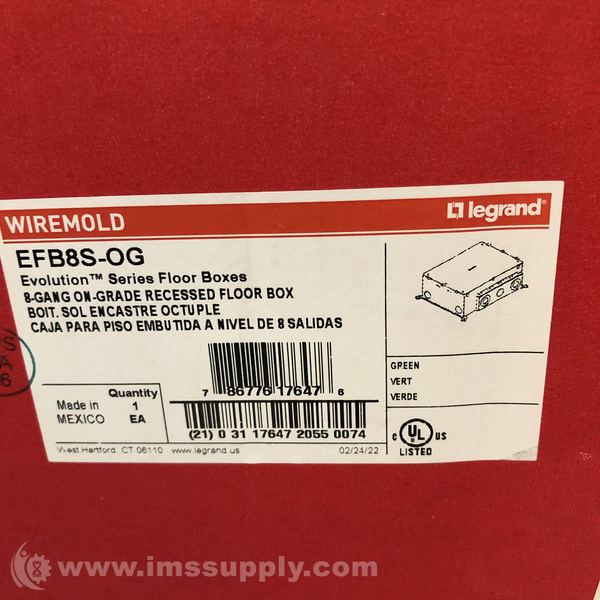 WIREMOLD
legrand
EFB8S-OG
Evolution™ Series Floor Boxes
8-GANG ON-GRADE RECESSED FLOOR BOX
BOIT. SOL ENCASTRE OCTUPLE
CAJA PARA PISO EMBUTIDA A NIVEL DE 8 SALIDAS
7 86776 17647 6
GREEN
VERT
VERDE
Quantity
Made in 1
MEXICO EA
(21) 0 31 17647 2055 0074
C UL US
LISTED
West Hartford, CT 06110 www.legrand.us 02/24/22
S
A
6
www.imssupply.com